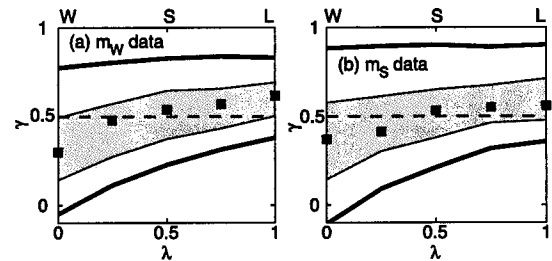 W S L W S L
1 1
(a) m_W data (b) m_S data
γ 0.5 γ 0.5
0 0
0 0.5 1 0 0.5 1
λ λ